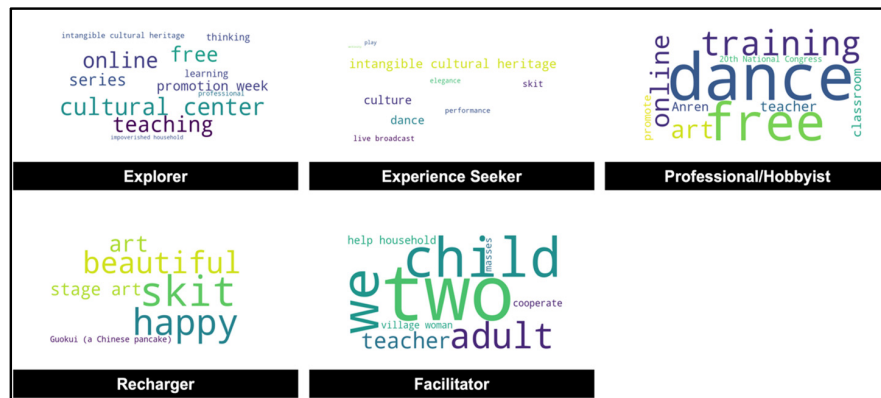 intangible cultural heritage thinking
online free
series learning
promotion week
professional
cultural center
teaching
impoverished household
Explorer
play
intangible cultural heritage
elegance
skit
culture
performance
dance
live broadcast
Experience Seeker
online training
20th National Congress
dance
promote Anren teacher classroom
art free
Professional/Hobbyist
art
beautiful
stage art skit
happy
Guokui (a Chinese pancake)
Recharger
help household child masses
we two
cooperate
village woman
teacher adult
Facilitator